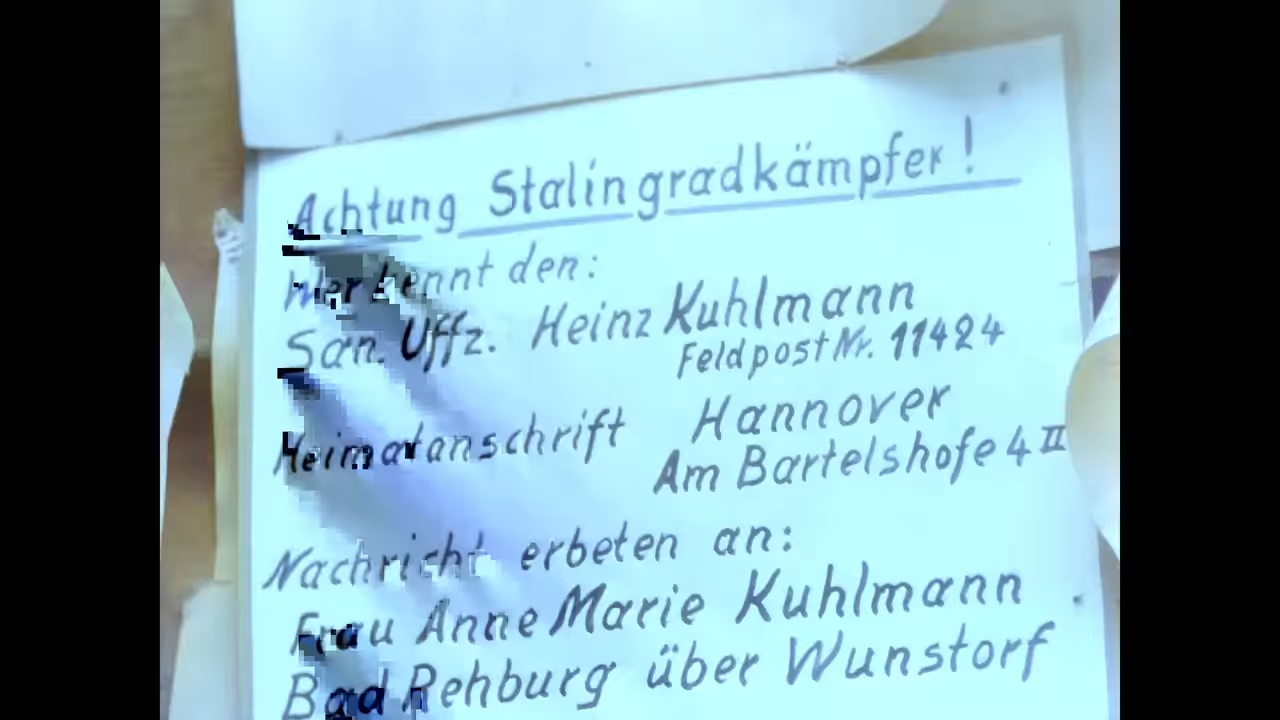 Achtung Stalingradkämpfer!
Wer kennt den:
San. Uffz. Heinz Kuhlmann
Feldpost Nr. 11424
Heimatanschrift Hannover
Am Bartelshofe 4 II
Nachricht erbeten an:
Frau Anne Marie Kuhlmann
Bad Rehburg über Wunstorf